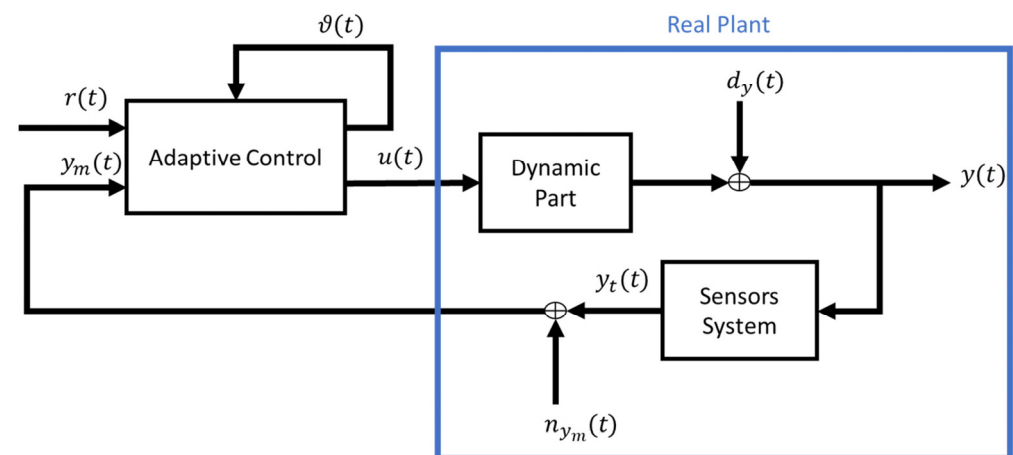 Real Plant
ϑ(t)
r(t)
d_y(t)
Adaptive Control
y_m(t)
u(t)
Dynamic
Part
y(t)
y_t(t)
Sensors
System
n_{y_m}(t)